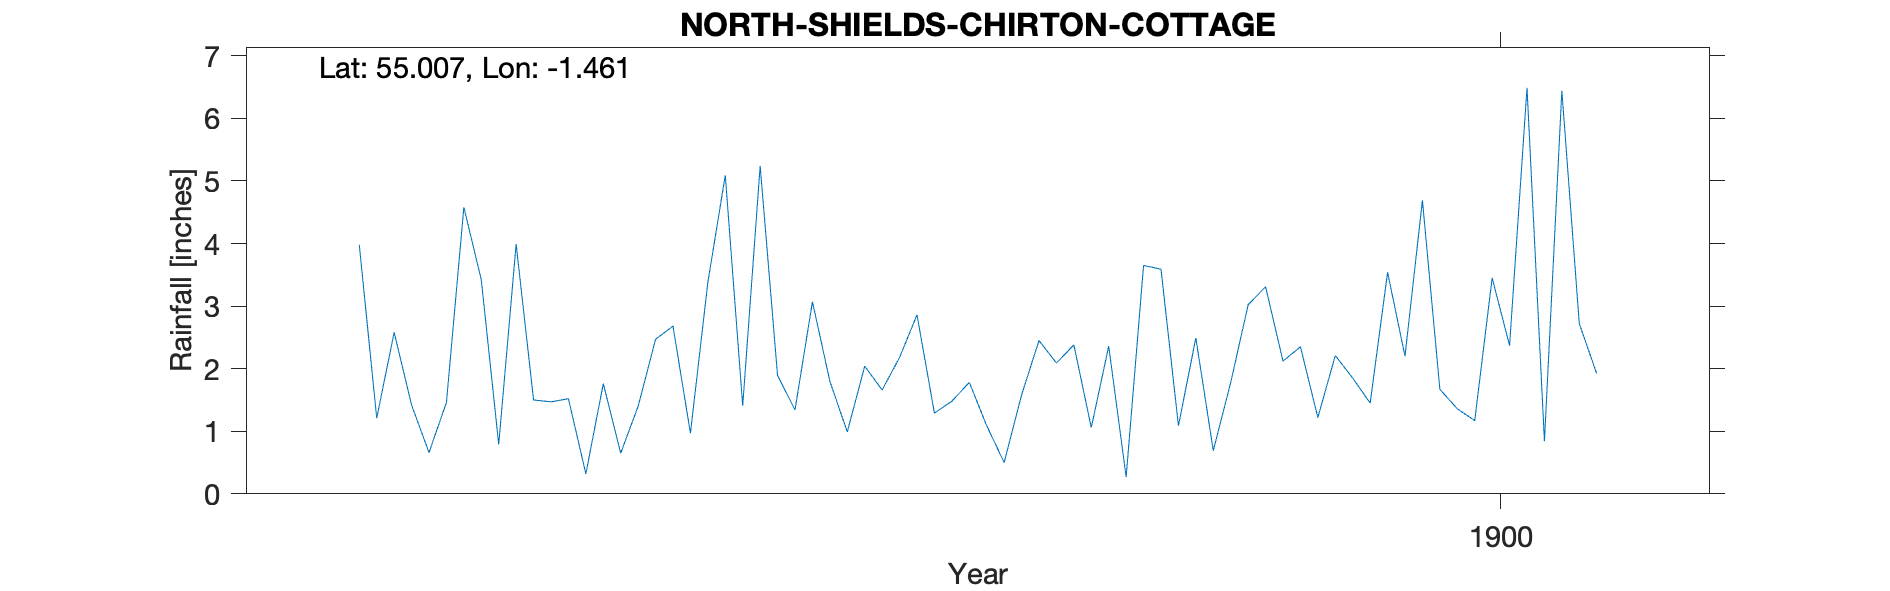 NORTH-SHIELDS-CHIRTON-COTTAGE
Lat: 55.007, Lon: -1.461
7
6
5
4
3
2
1
0
Rainfall [inches]
1900
Year